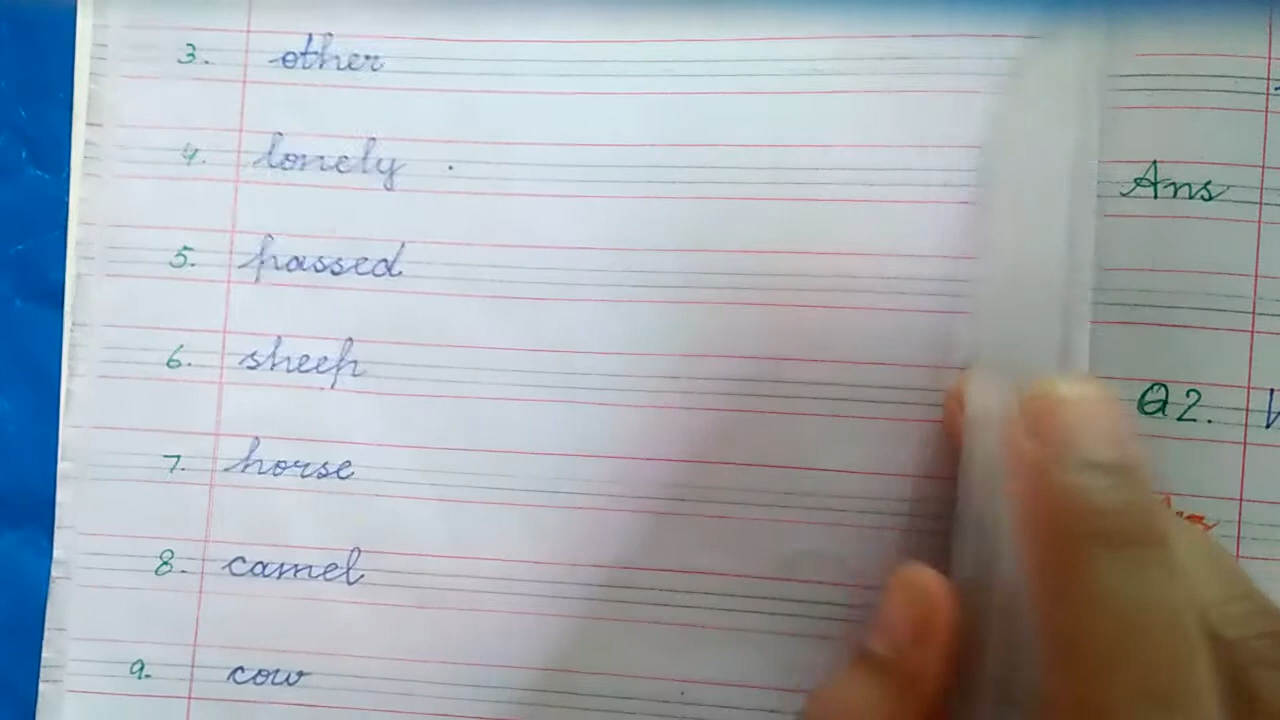 3. other
4. lonely .
5. passed
6. sheep
7. horse
8. camel
9. cow
Ans
Q2.